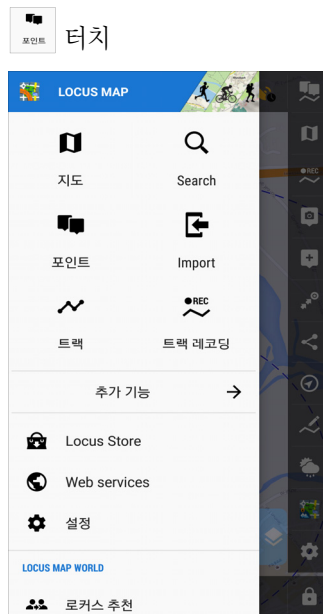 포인트 터치
LOCUS MAP
지도 Search
포인트 Import
트랙 REC 트랙 레코딩
추가 기능
Locus Store
Web services
설정
LOCUS MAP WORLD
로커스 추천
REC